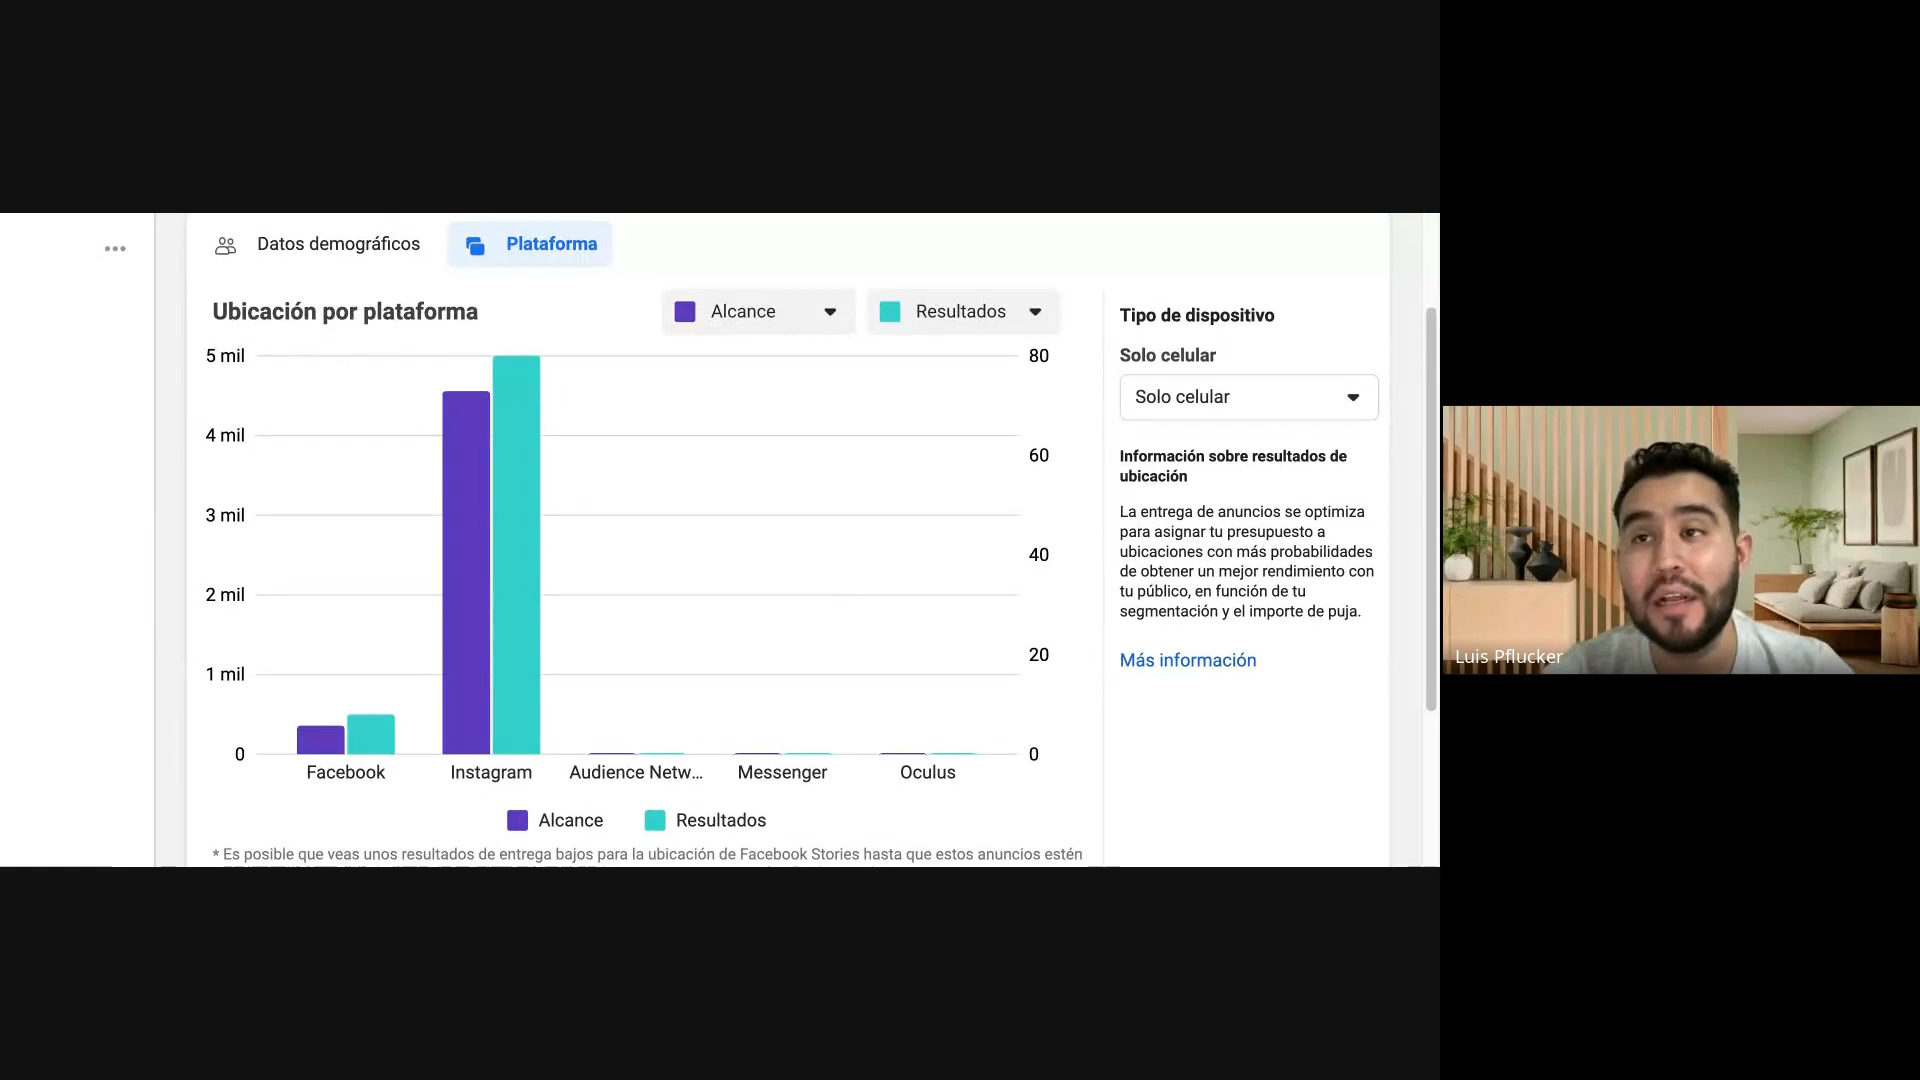 Datos demográficos
Plataforma
Ubicación por plataforma
Alcance
Resultados
5 mil
4 mil
3 mil
2 mil
1 mil
0
80
60
40
20
0
Facebook
Instagram
Audience Netw...
Messenger
Oculus
Alcance
Resultados
* Es posible que veas unos resultados de entrega bajos para la ubicación de Facebook Stories hasta que estos anuncios estén
Tipo de dispositivo
Solo celular
Solo celular
Información sobre resultados de
ubicación
La entrega de anuncios se optimiza
para asignar tu presupuesto a
ubicaciones con más probabilidades
de obtener un mejor rendimiento con
tu público, en función de tu
segmentación y el importe de puja.
Más información
Luis Pflucker